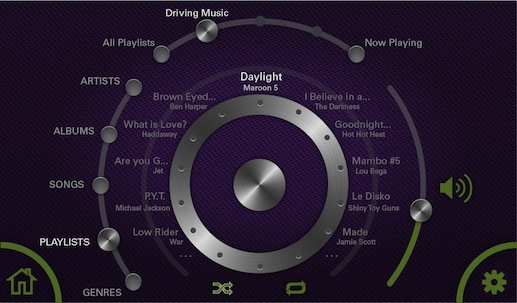 Driving Music
All Playlists
Now Playing
ARTISTS
ALBUMS
SONGS
PLAYLISTS
GENRES
Daylight
Maroon 5
Brown Eyed...
Ben Harper
What is Love?
Haddaway
Are you G...
Jet
P.Y.T.
Michael Jackson
Low Rider
War
...
I Believe in a...
The Darkness
Goodnight...
Hot Hot Heat
Mambo #5
Lou Bega
Le Disko
Shiny Toy Guns
Made
Jamie Scott
...